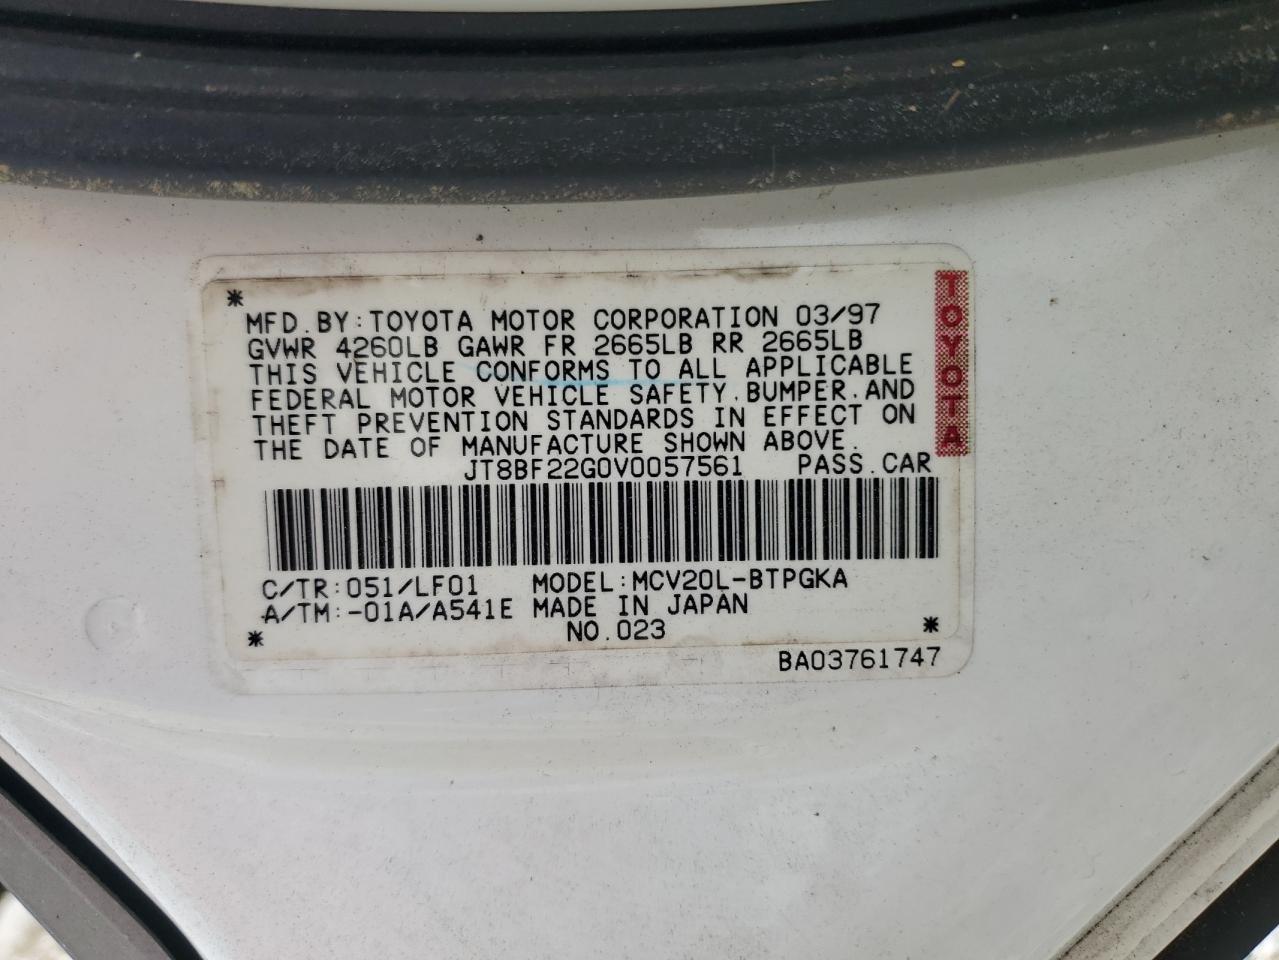 *
MFD. BY: TOYOTA MOTOR CORPORATION 03/97
GVWR 4260LB GAWR FR 2665LB RR 2665LB
THIS VEHICLE CONFORMS TO ALL APPLICABLE
FEDERAL MOTOR VEHICLE SAFETY, BUMPER, AND
THEFT PREVENTION STANDARDS IN EFFECT ON
THE DATE OF MANUFACTURE SHOWN ABOVE.
JT8BF22G0V0057561 PASS. CAR
C/TR: 051/LF01 MODEL: MCV20L-BTPGKA
A/TM: -01A/A541E MADE IN JAPAN
* NO. 023 *
BA03761747
TOYOTA